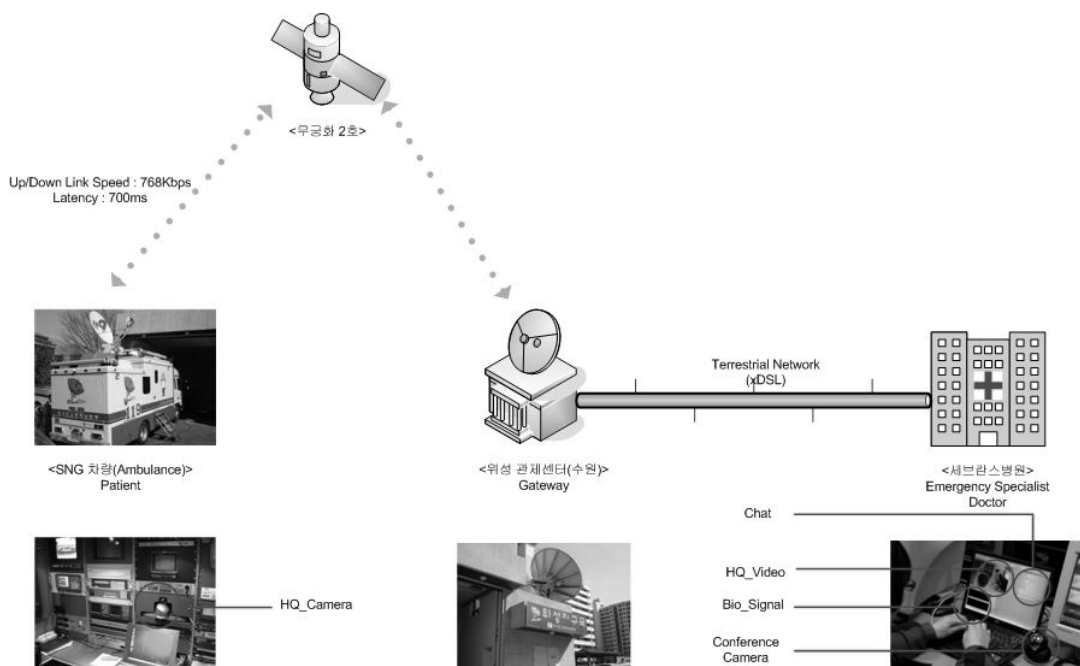 <무궁화 2호>
Up/Down Link Speed : 768Kbps
Latency : 700ms
Terrestrial Network
(xDSL)
119
<SNG 차량(Ambulance)>
Patient
<위성 관제센터(수원)>
Gateway
<세브란스병원>
Emergency Specialist
Doctor
Chat
HQ_Video
Bio_Signal
Conference
Camera
HQ_Camera